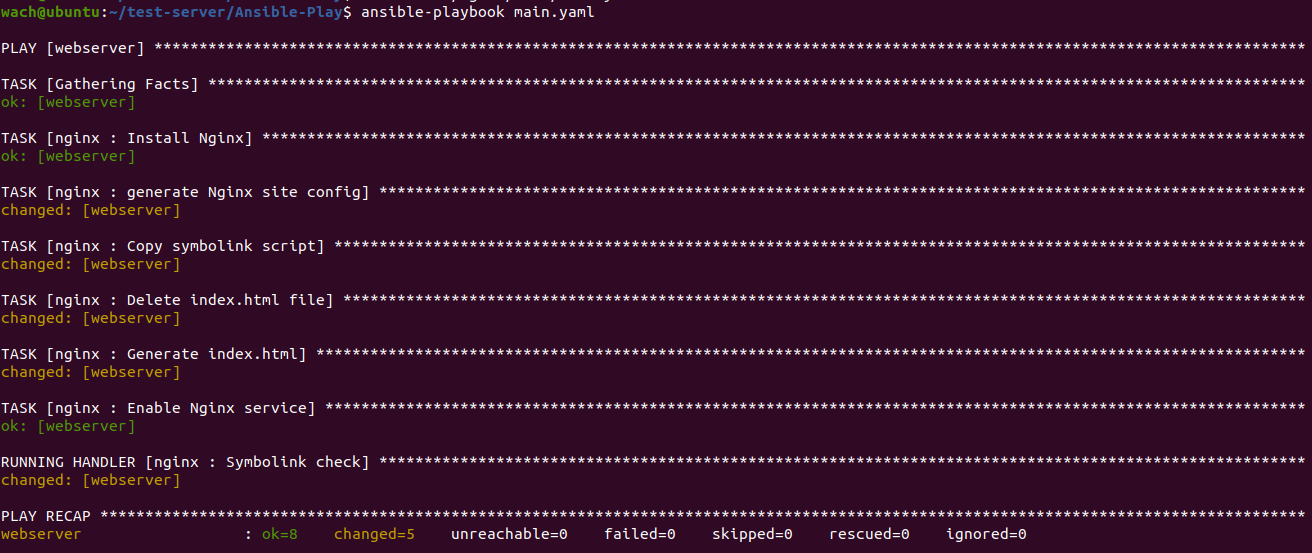 wach@ubuntu:~/test-server/Ansible-Play$ ansible-playbook main.yaml
PLAY [webserver] ********************************************************************************************************************************
TASK [Gathering Facts] **************************************************************************************************************************
ok: [webserver]
TASK [nginx : Install Nginx] ********************************************************************************************************************
ok: [webserver]
TASK [nginx : generate Nginx site config] *******************************************************************************************************
changed: [webserver]
TASK [nginx : Copy symbolink script] ************************************************************************************************************
changed: [webserver]
TASK [nginx : Delete index.html file] ***********************************************************************************************************
changed: [webserver]
TASK [nginx : Generate index.html] **************************************************************************************************************
changed: [webserver]
TASK [nginx : Enable Nginx service] *************************************************************************************************************
ok: [webserver]
RUNNING HANDLER [nginx : Symbolink check] *******************************************************************************************************
changed: [webserver]
PLAY RECAP **************************************************************************************************************************************
webserver                  : ok=8    changed=5    unreachable=0    failed=0    skipped=0    rescued=0    ignored=0